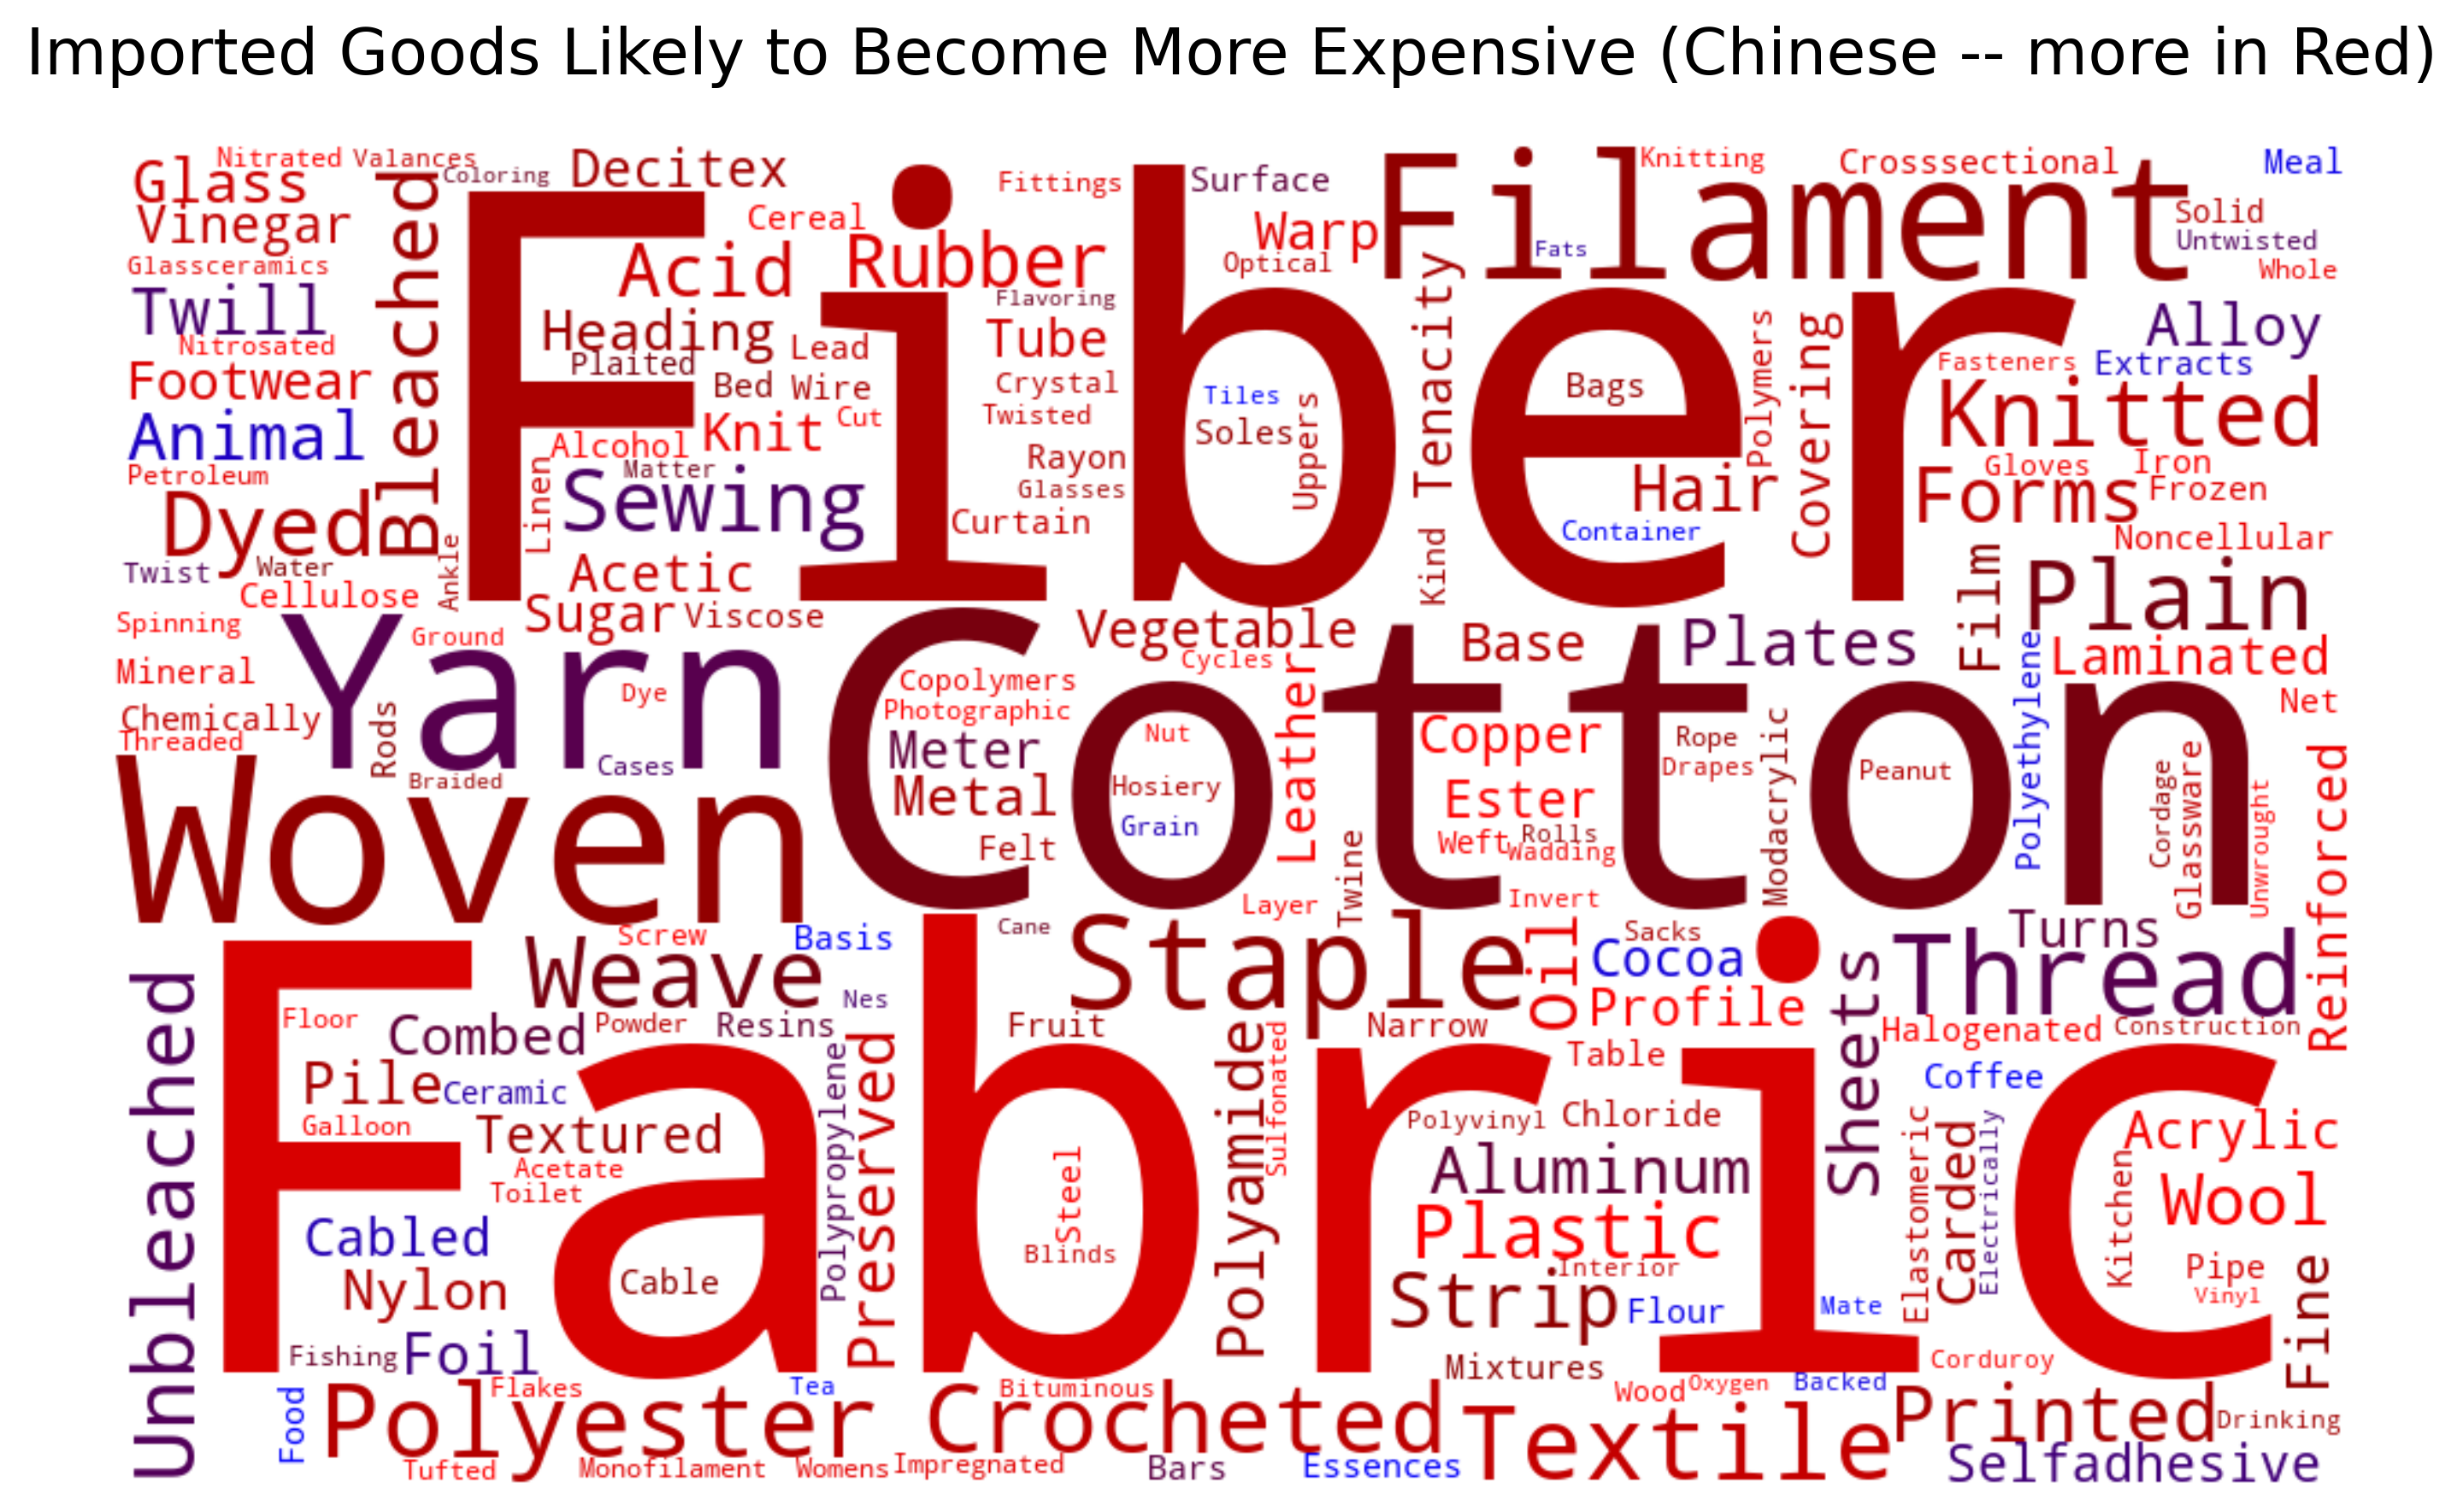 Imported Goods Likely to Become More Expensive (Chinese -- more in Red)
Glass
Nitrated
Valances
Coloring
Decitex
Fittings
Surface
Filament
Knitting
Crosssectional
Meal
Vinegar
Bleached
Fiber
Cereal
Warp
Solid
Untwisted
Glassceramics
Acid
Rubber
Optical
Fats
Whole
Twill
Heading
Flavoring
Tenacity
Polymers
Covering
Alloy
Nitrosated
Plaited
Lead
Tube
Fasteners
Extracts
Footwear
Bed
Wire
Crystal
Tiles
Bags
Knitted
Animal
Alcohol
Knit
Cut
Twisted
Soles
Uppers
Petroleum
Linen
Matter
Rayon
Hair
Gloves
Iron
Dyed
Sewing
Glasses
Forms
Frozen
Curtain
Container
Noncellular
Twist
Water
Ankle
Acetic
Kind
Film
Plain
Cellulose
Sugar
Viscose
Vegetable
Base
Plates
Polyethylene
Laminated
Spinning
Yarn
Ground
Cotton
Cycles
Leather
Mineral
Dye
Copolymers
Net
Chemically
Rods
Photographic
Nut
Copper
Rope
Modacrylic
Threaded
Cases
Meter
Drapes
Peanut
Cordage
Glassware
Unwrought
Reinforced
Woven
Braided
Metal
Hosiery
Ester
Grain
Felt
Twine
Weft
Rolls
Wadding
Layer
Invert
Unbleached
Fabric
Weave
Screw
Basis
Cane
Staple
Oil
Sacks
Cocoa
Sheets
Turns
Thread
Floor
Combed
Powder
Nes
Resins
Fruit
Narrow
Profile
Halogenated
Construction
Pile
Ceramic
Polypropylene
Preserved
Polyamide
Sulfonated
Table
Coffee
Galloon
Textured
Polyvinyl
Chloride
Elastomeric
Carded
Electrically
Acrylic
Acetate
Toilet
Steel
Aluminum
Kitchen
Wool
Cabled
Blinds
Plastic
Nylon
Cable
Interior
Pipe
Vinyl
Strip
Flour
Mate
Fine
Fishing
Foil
Mixtures
Corduroy
Food
Polyester
Flakes
Tea
Crocheted
Bituminous
Textile
Wood
Oxygen
Backed
Printed
Drinking
Tufted
Monofilament
Womens
Impregnated
Bars
Essences
Selfadhesive